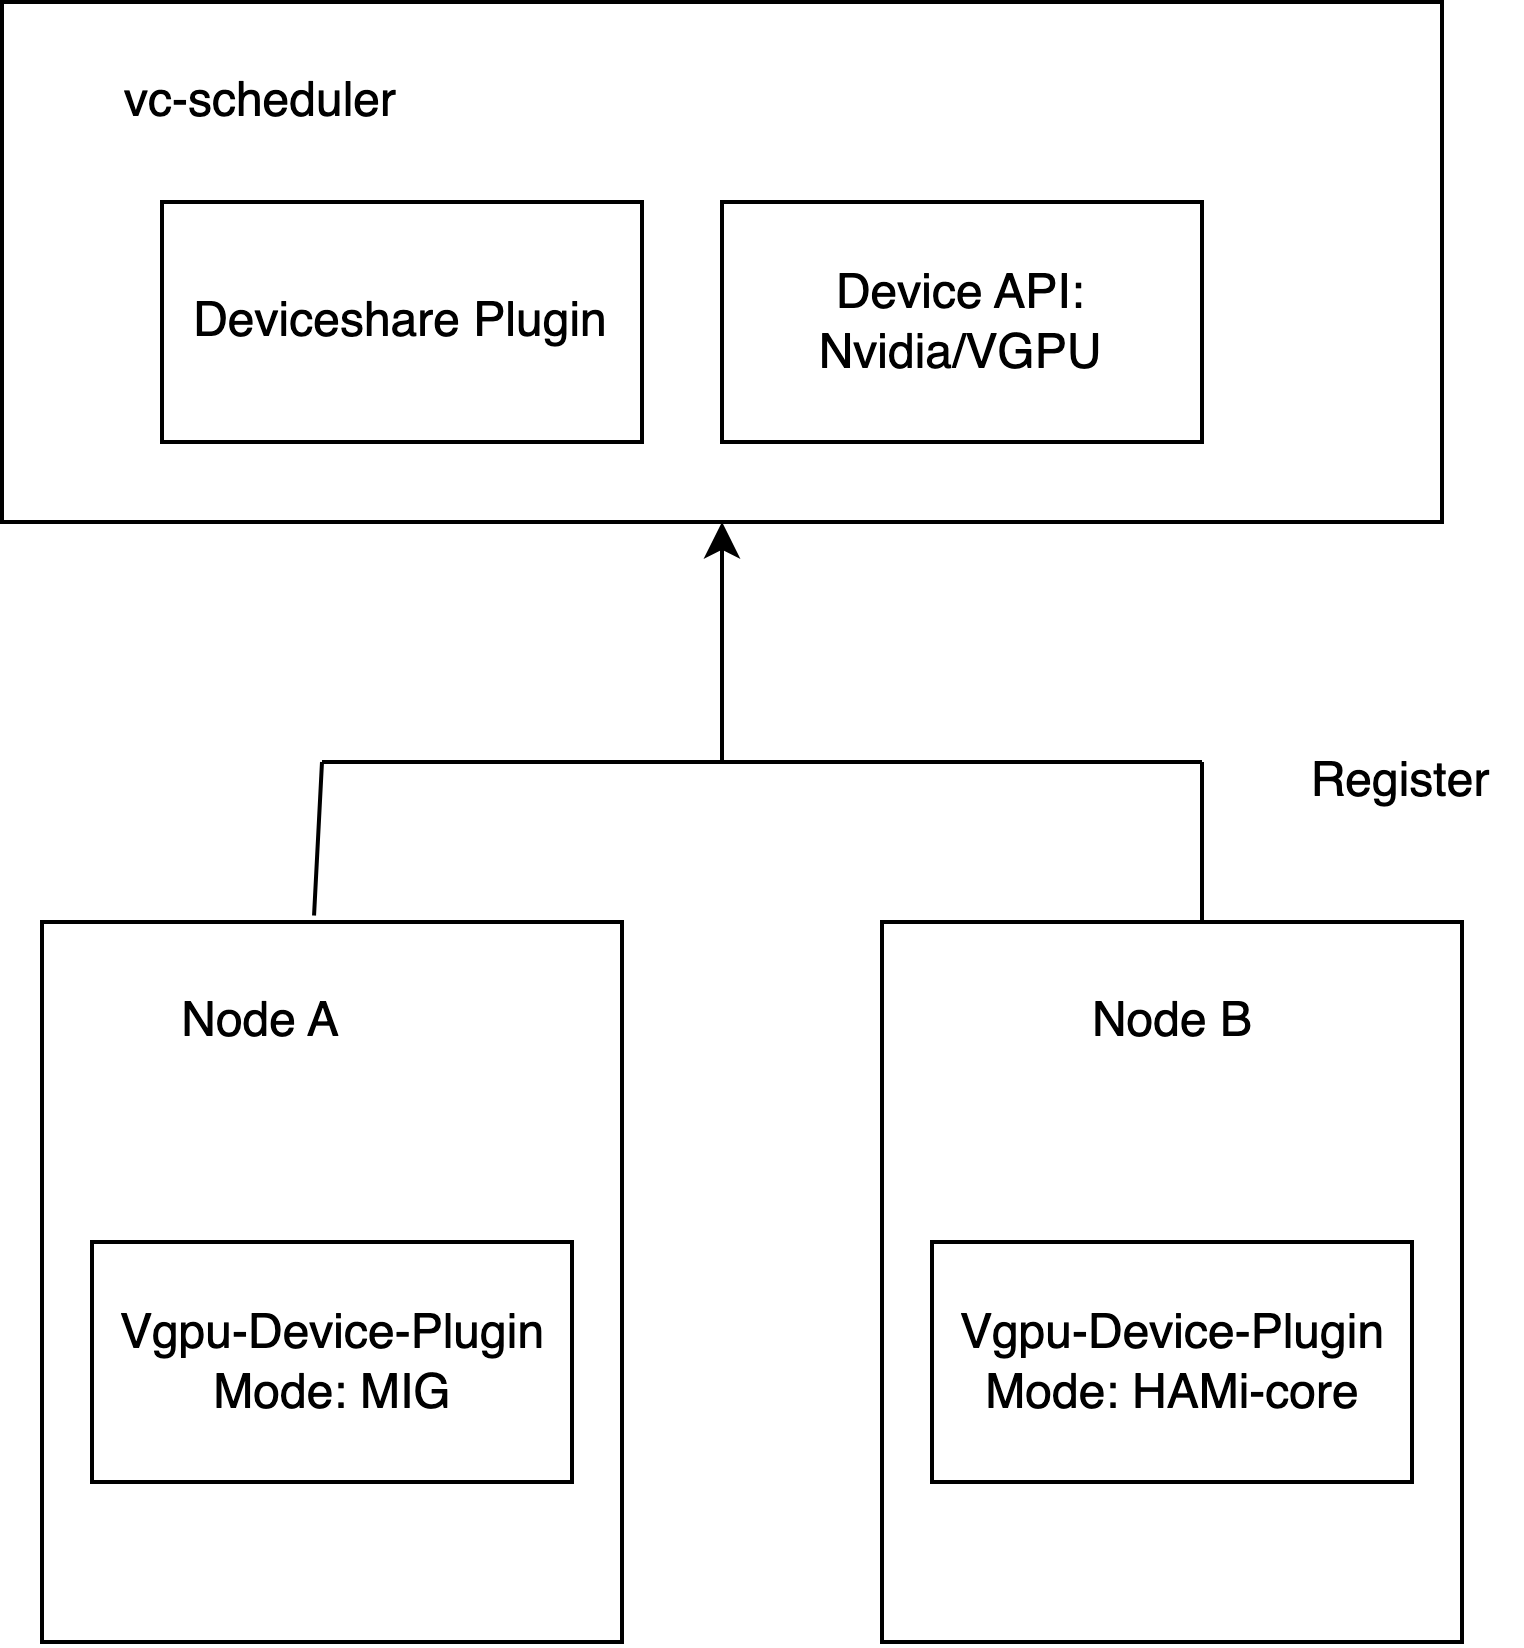 vc-scheduler
Deviceshare Plugin
Device API:
Nvidia/VGPU
Register
Node A
Node B
Vgpu-Device-Plugin
Mode: MIG
Vgpu-Device-Plugin
Mode: HAMi-core